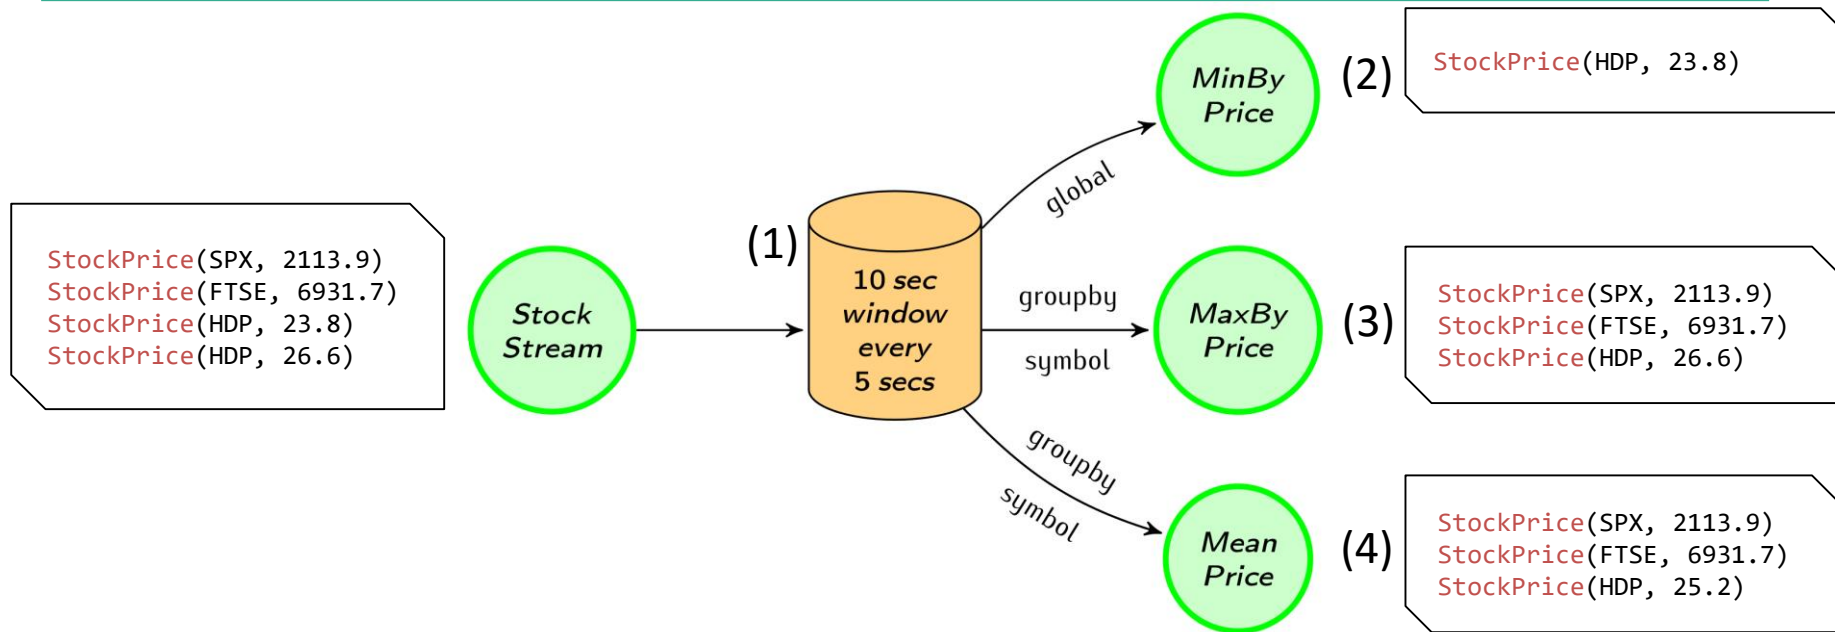 StockPrice(SPX, 2113.9)
StockPrice(FTSE, 6931.7)
StockPrice(HDP, 23.8)
StockPrice(HDP, 26.6)
Stock
Stream
(1)
10 sec
window
every
5 secs
global
MinBy
Price
(2)
StockPrice(HDP, 23.8)
groupby
symbol
MaxBy
Price
(3)
StockPrice(SPX, 2113.9)
StockPrice(FTSE, 6931.7)
StockPrice(HDP, 26.6)
groupby
symbol
Mean
Price
(4)
StockPrice(SPX, 2113.9)
StockPrice(FTSE, 6931.7)
StockPrice(HDP, 25.2)